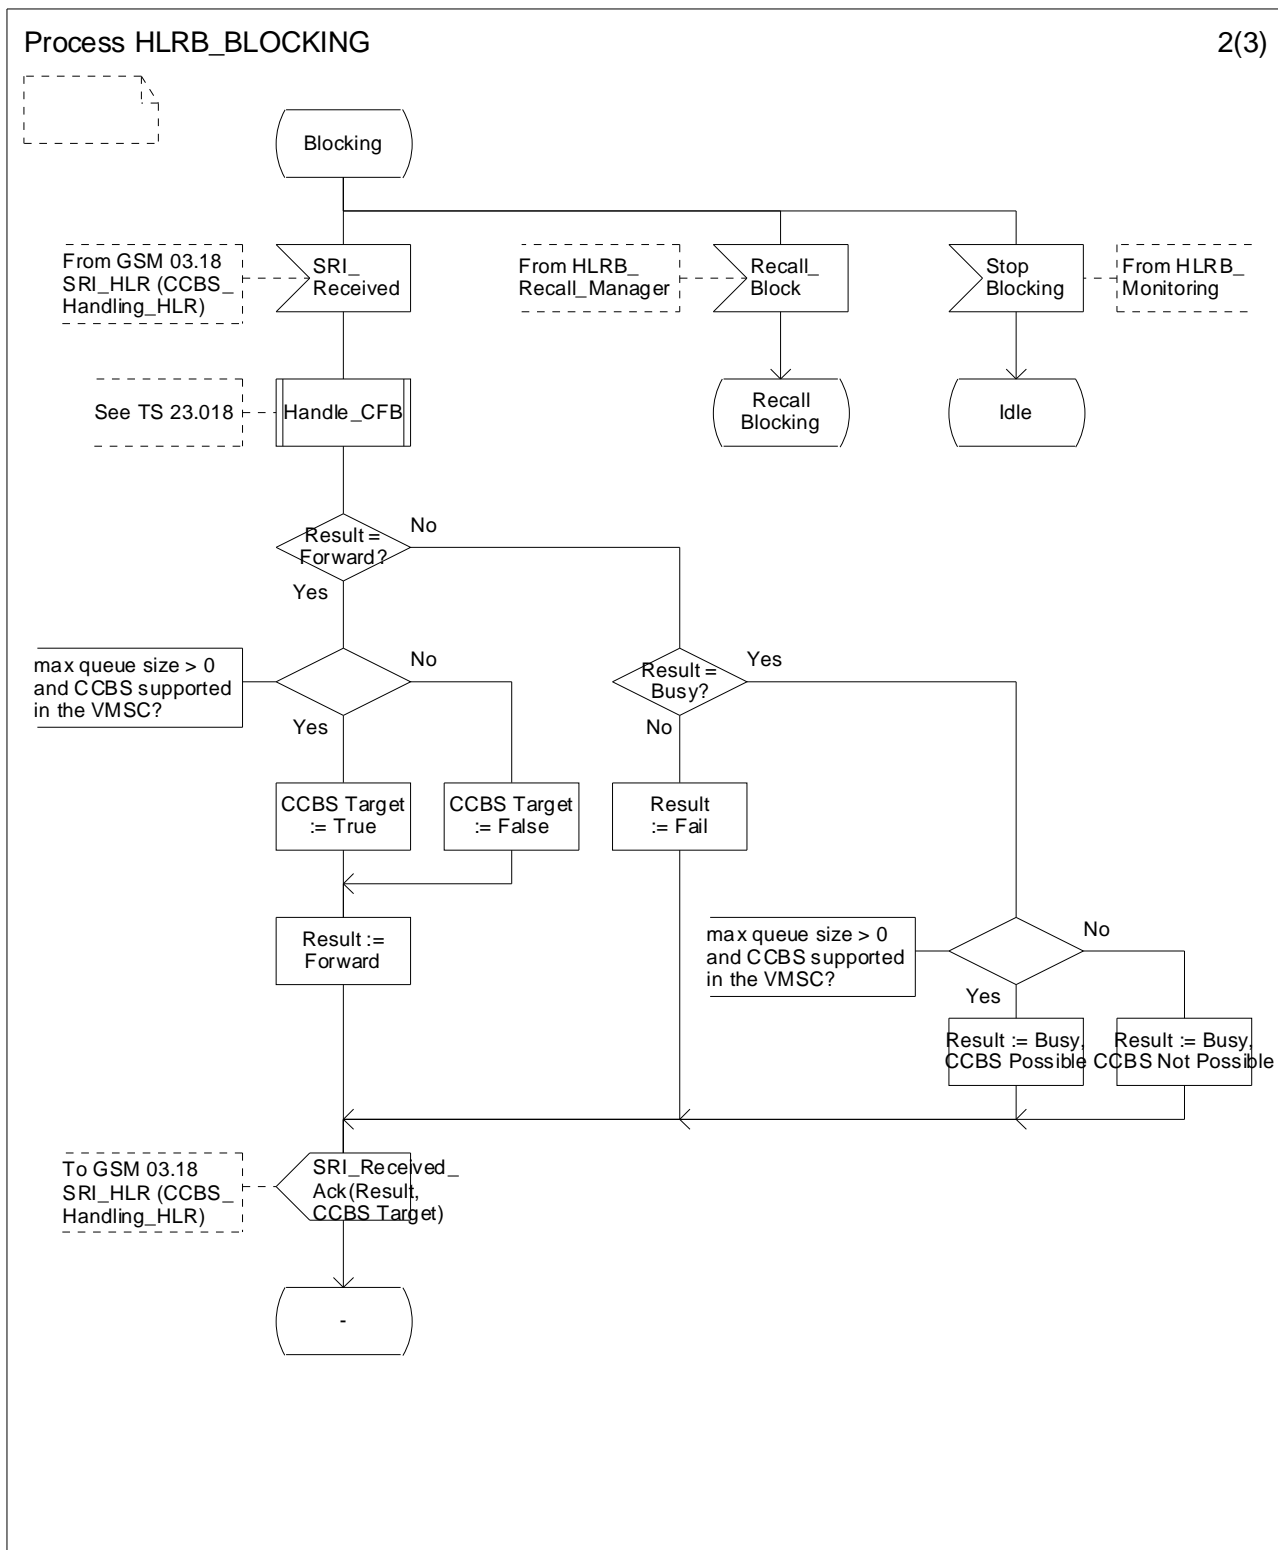 Process HLRB_BLOCKING
2(3)
Blocking
From GSM 03.18
SRI_HLR (CCBS_
Handling_HLR)
SRI_
Received
From HLRB_
Recall_Manager
Recall_
Block
Stop
Blocking
From HLRB_
Monitoring
See TS 23.018
Handle_CFB
Recall
Blocking
Idle
Result =
Forward?
No
Yes
max queue size > 0
and CCBS supported
in the VMSC?
No
Yes
Result =
Busy?
Yes
No
CCBS Target
:= True
CCBS Target
:= False
Result
:= Fail
Result :=
Forward
max queue size > 0
and CCBS supported
in the VMSC?
No
Yes
Result := Busy,
CCBS Possible
Result := Busy,
CCBS Not Possible
To GSM 03.18
SRI_HLR (CCBS_
Handling_HLR)
SRI_Received_
Ack(Result,
CCBS Target)
-